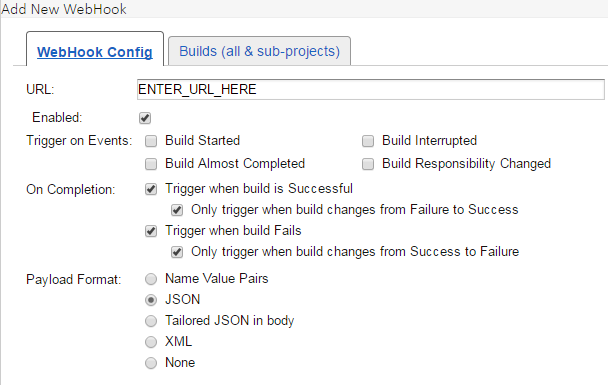 Add New WebHook
WebHook Config Builds (all & sub-projects)
URL: ENTER_URL_HERE
Enabled:
Trigger on Events: Build Started Build Interrupted
Build Almost Completed Build Responsibility Changed
On Completion: Trigger when build is Successful
Only trigger when build changes from Failure to Success
Trigger when build Fails
Only trigger when build changes from Success to Failure
Payload Format: Name Value Pairs
JSON
Tailored JSON in body
XML
None